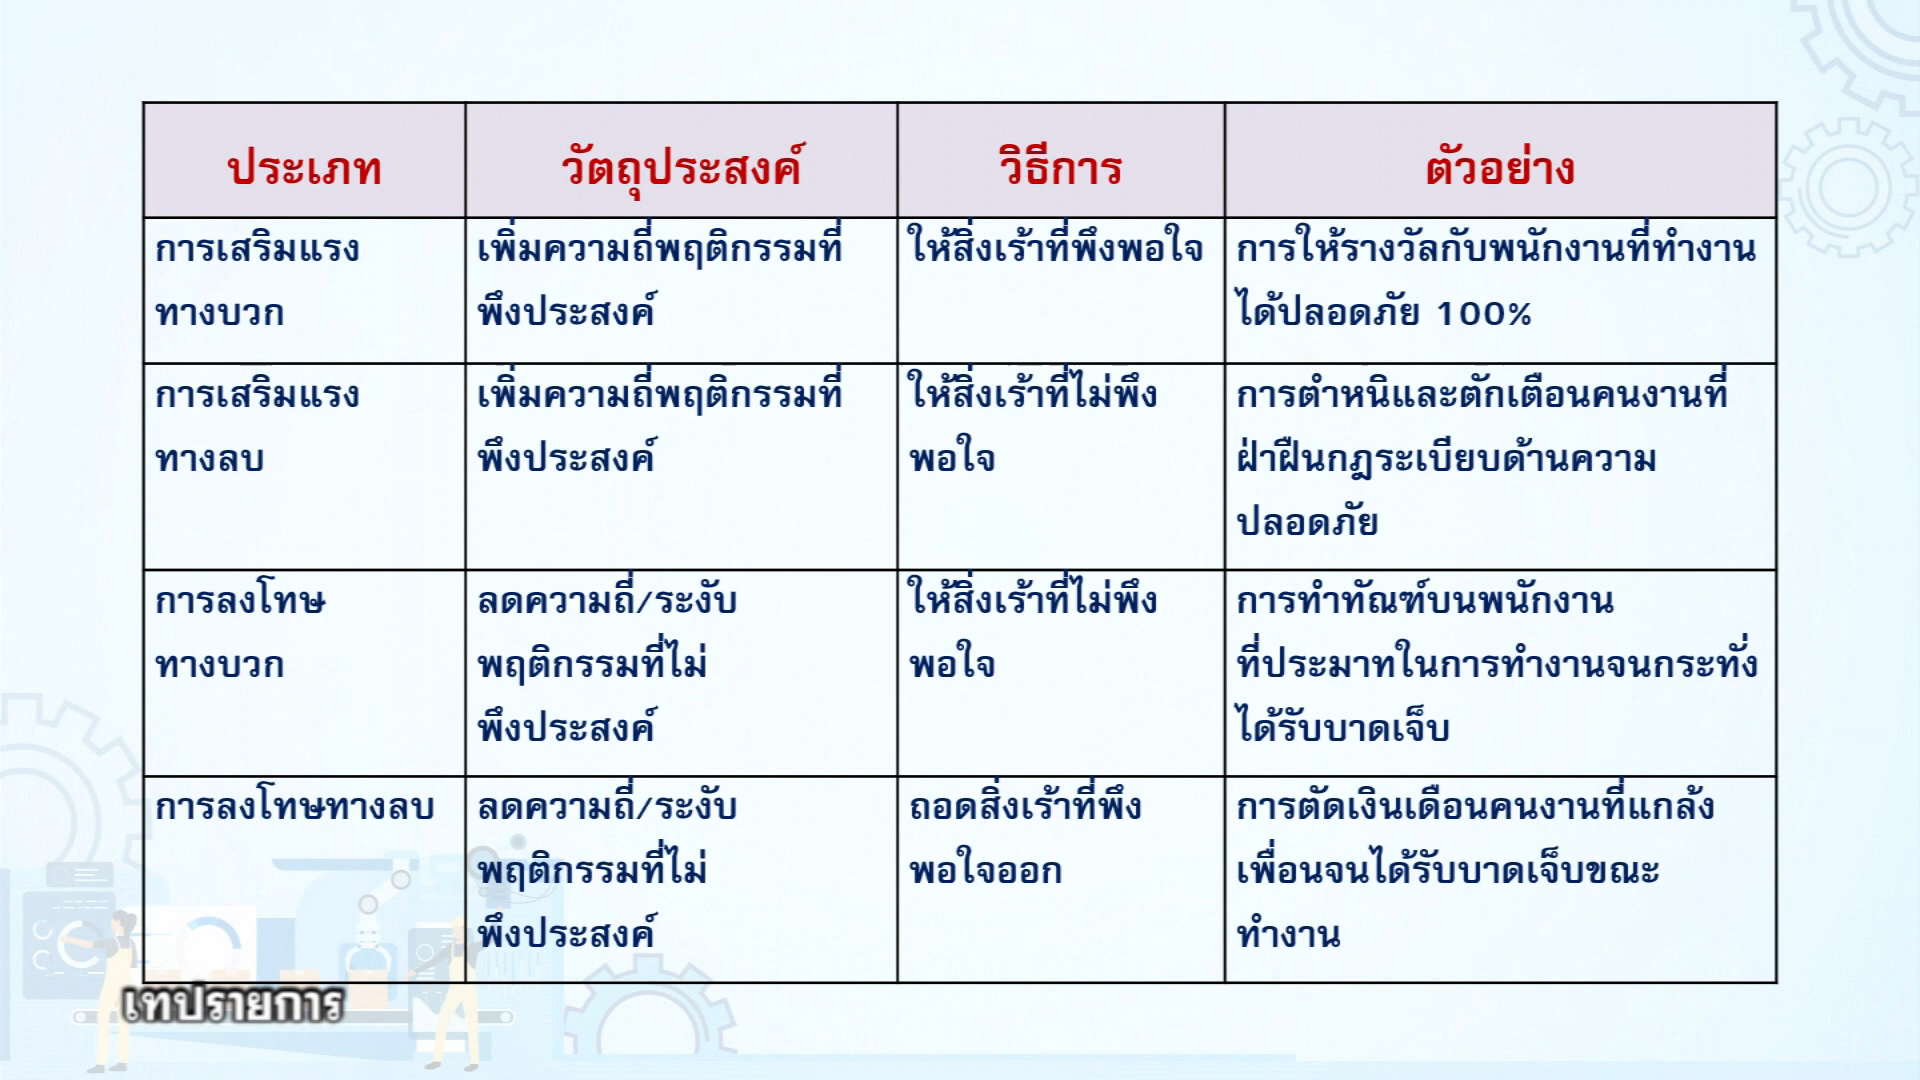 ประเภท วัตถุประสงค์ วิธีการ ตัวอย่าง
การเสริมแรง เพิ่มความถี่พฤติกรรมที่ ให้สิ่งเร้าที่พึงพอใจ การให้รางวัลกับพนักงานที่ทำงาน
ทางบวก พึงประสงค์ ได้ปลอดภัย 100%
การเสริมแรง เพิ่มความถี่พฤติกรรมที่ ให้สิ่งเร้าที่ไม่พึง การตำหนิและตักเตือนคนงานที่
ทางลบ พึงประสงค์ พอใจ ฝ่าฝืนกฎระเบียบด้านความ
ปลอดภัย
การลงโทษ ลดความถี่/ระงับ ให้สิ่งเร้าที่ไม่พึง การทำทัณฑ์บนพนักงาน
ทางบวก พฤติกรรมที่ไม่ พอใจ ที่ประมาทในการทำงานจนกระทั่ง
พึงประสงค์ ได้รับบาดเจ็บ
การลงโทษทางลบ ลดความถี่/ระงับ ถอดสิ่งเร้าที่พึง การตัดเงินเดือนคนงานที่แกล้ง
พฤติกรรมที่ไม่ พอใจออก เพื่อนจนได้รับบาดเจ็บขณะ
พึงประสงค์ ทำงาน
เทปรายการ